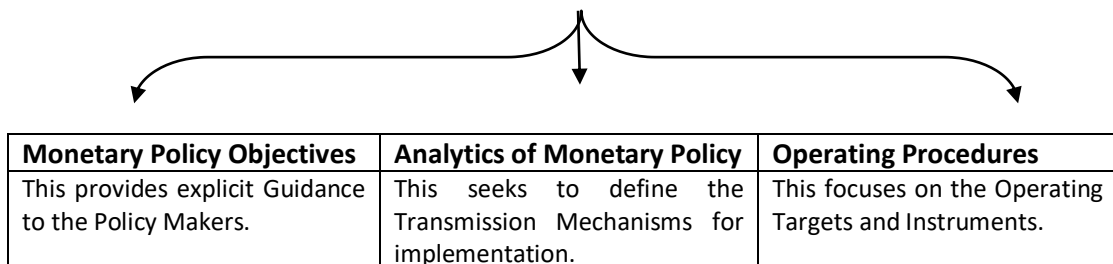 Monetary Policy Objectives
Analytics of Monetary Policy
Operating Procedures
This provides explicit Guidance
to the Policy Makers.
This seeks to define the
Transmission Mechanisms for
implementation.
This focuses on the Operating
Targets and Instruments.